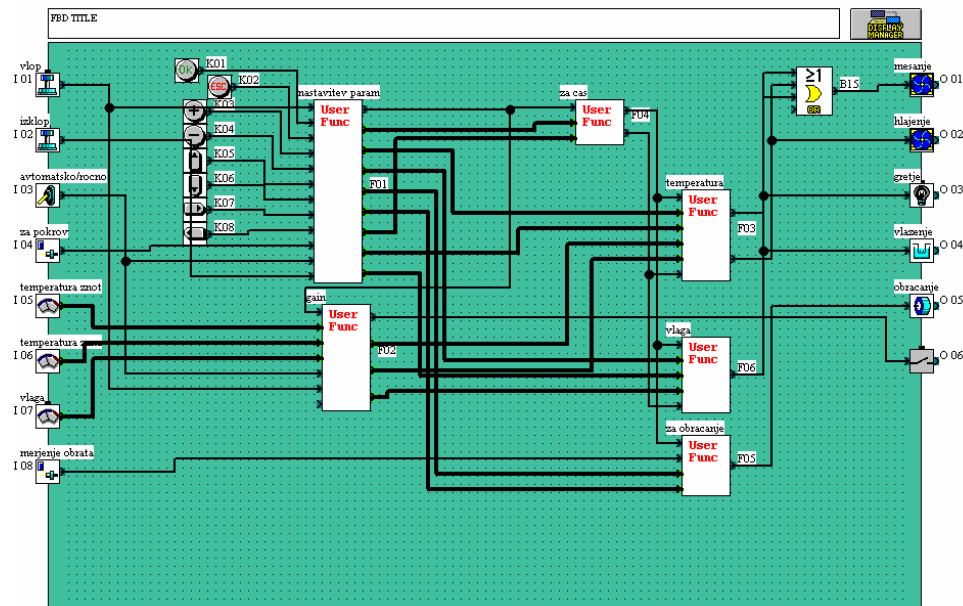 FBD TITLE
DISPLAY
MANAGER
vlop
I 01
izklop
I 02
avtomatsko/rocno
I 03
za pokrov
I 04
temperatura znot
I 05
temperatura
I 06
vlaga
I 07
merjenje obrata
I 08
OK
K01
ESC
K02
K03
K04
K05
K06
K07
K08
nastavitev param
User
Func
F01
gain
User
Func
F02
za cas
User
Func
F04
temperatura
User
Func
F03
vlaga
User
Func
F06
za obracanje
User
Func
F05
≥1
OR
B15
mesanje
O 01
hlajenje
O 02
gretje
O 03
vlazenje
O 04
obracanje
O 05
O 06